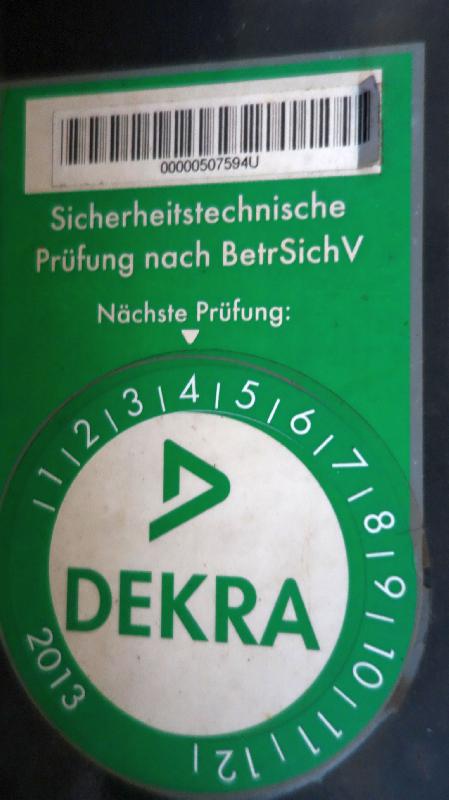 00000507594U
Sicherheitstechnische
Prüfung nach BetrSichV
Nächste Prüfung:
1 2 3 4 5 6 7 8 9 10 11 12
DEKRA
2013